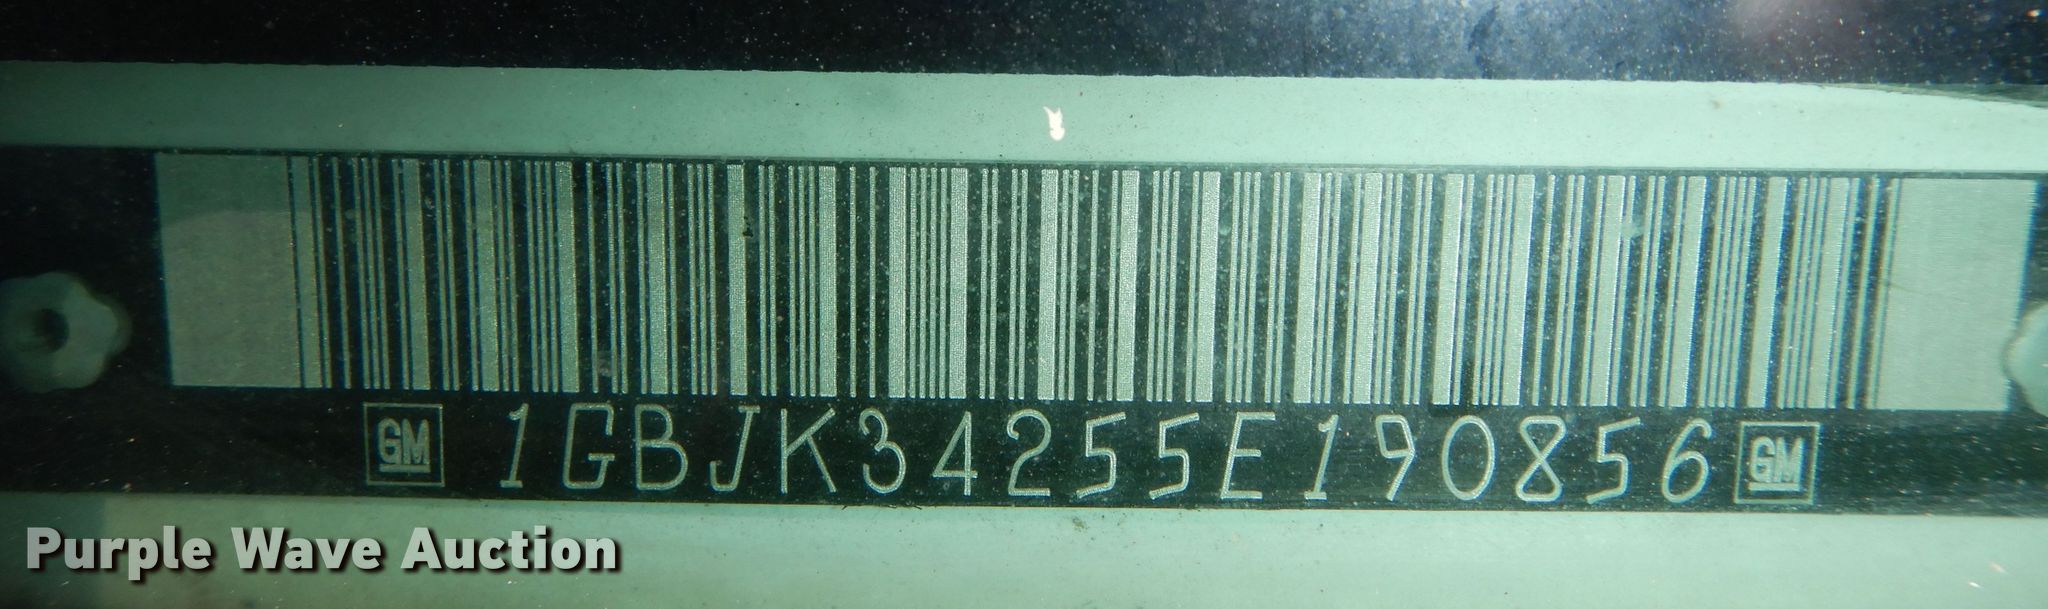 GM 1GBJK34255E190856 GM
Purple Wave Auction